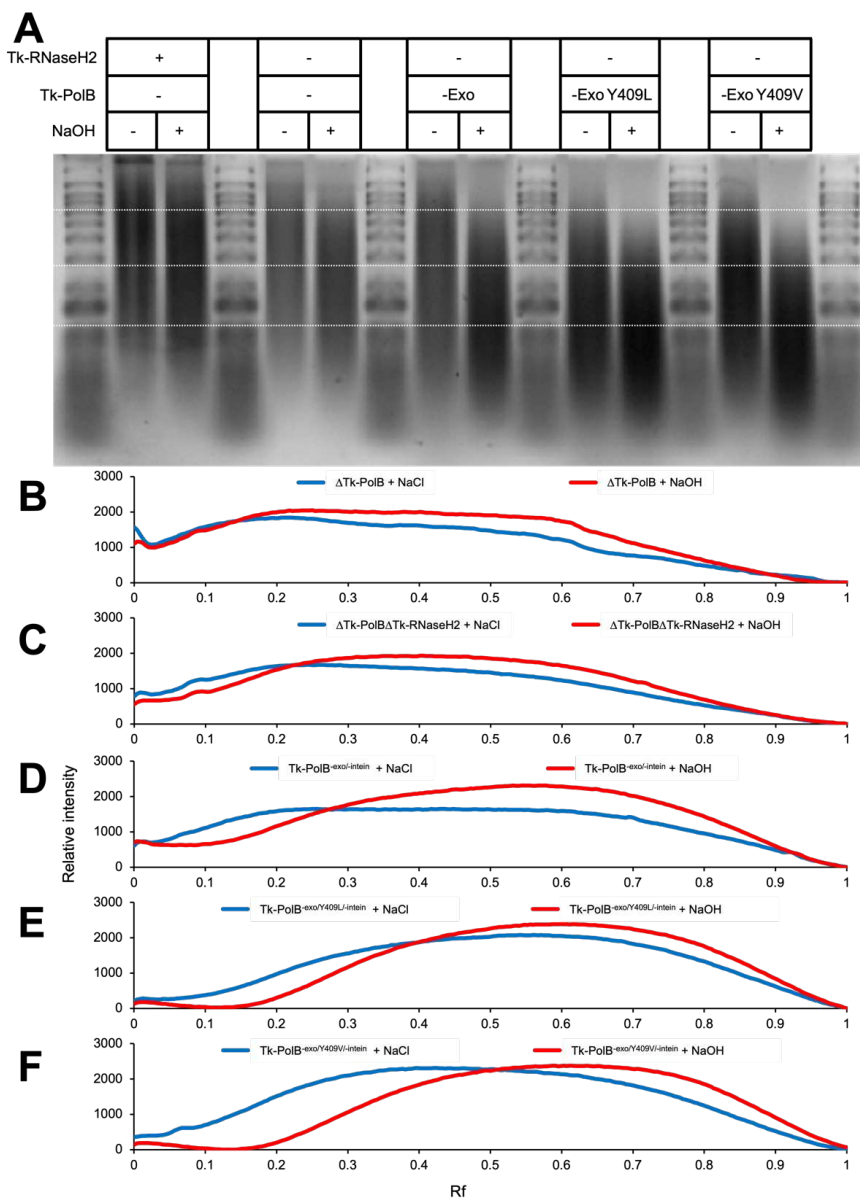 A
Tk-RNaseH2 + - - - -
Tk-PolB - - -Exo -Exo Y409L -Exo Y409V
NaOH - + - + - + - + - +
B
3000
2000
1000
0
ΔTk-PolB + NaCl ΔTk-PolB + NaOH
0 0.1 0.2 0.3 0.4 0.5 0.6 0.7 0.8 0.9 1
C
3000
2000
1000
0
ΔTk-PolBΔTk-RNaseH2 + NaCl ΔTk-PolBΔTk-RNaseH2 + NaOH
0 0.1 0.2 0.3 0.4 0.5 0.6 0.7 0.8 0.9 1
D
Relative intensity
3000
2000
1000
0
Tk-PolB-exo/-intein + NaCl Tk-PolB-exo/-intein + NaOH
0 0.1 0.2 0.3 0.4 0.5 0.6 0.7 0.8 0.9 1
E
3000
2000
1000
0
Tk-PolB-exo/Y409L/-intein + NaCl Tk-PolB-exo/Y409L/-intein + NaOH
0 0.1 0.2 0.3 0.4 0.5 0.6 0.7 0.8 0.9 1
F
3000
2000
1000
0
Tk-PolB-exo/Y409V/-intein + NaCl Tk-PolB-exo/Y409V/-intein + NaOH
0 0.1 0.2 0.3 0.4 0.5 0.6 0.7 0.8 0.9 1
Rf